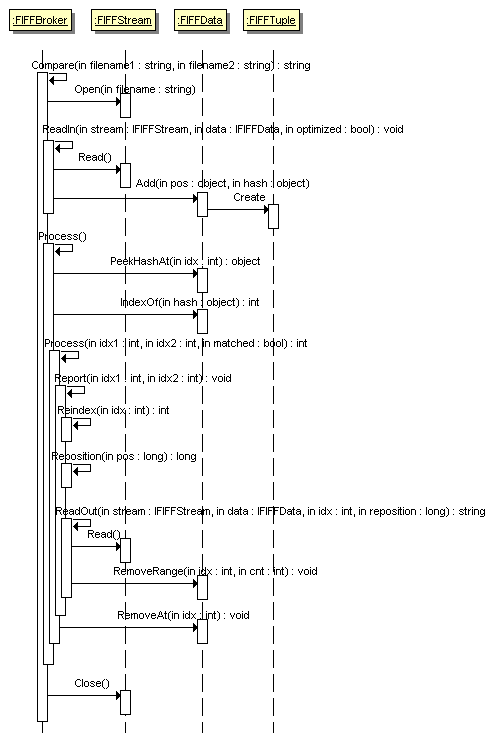 :FIFFBroker :FIFFStream :FIFFData :FIFFTuple
Compare(in filename1 : string, in filename2 : string) : string
Open(in filename : string)
ReadIn(in stream : IFIFFStream, in data : IFIFFData, in optimized : bool) : void
Read()
Add(in pos : object, in hash : object)
Create
Process()
PeekHashAt(in idx : int) : object
IndexOf(in hash : object) : int
Process(in idx1 : int, in idx2 : int, in matched : bool) : int
Report(in idx1 : int, in idx2 : int) : void
Reindex(in idx : int) : int
Reposition(in pos : long) : long
ReadOut(in stream : IFIFFStream, in data : IFIFFData, in idx : int, in reposition : long) : string
Read()
RemoveRange(in idx : int, in cnt : int) : void
RemoveAt(in idx : int) : void
Close()